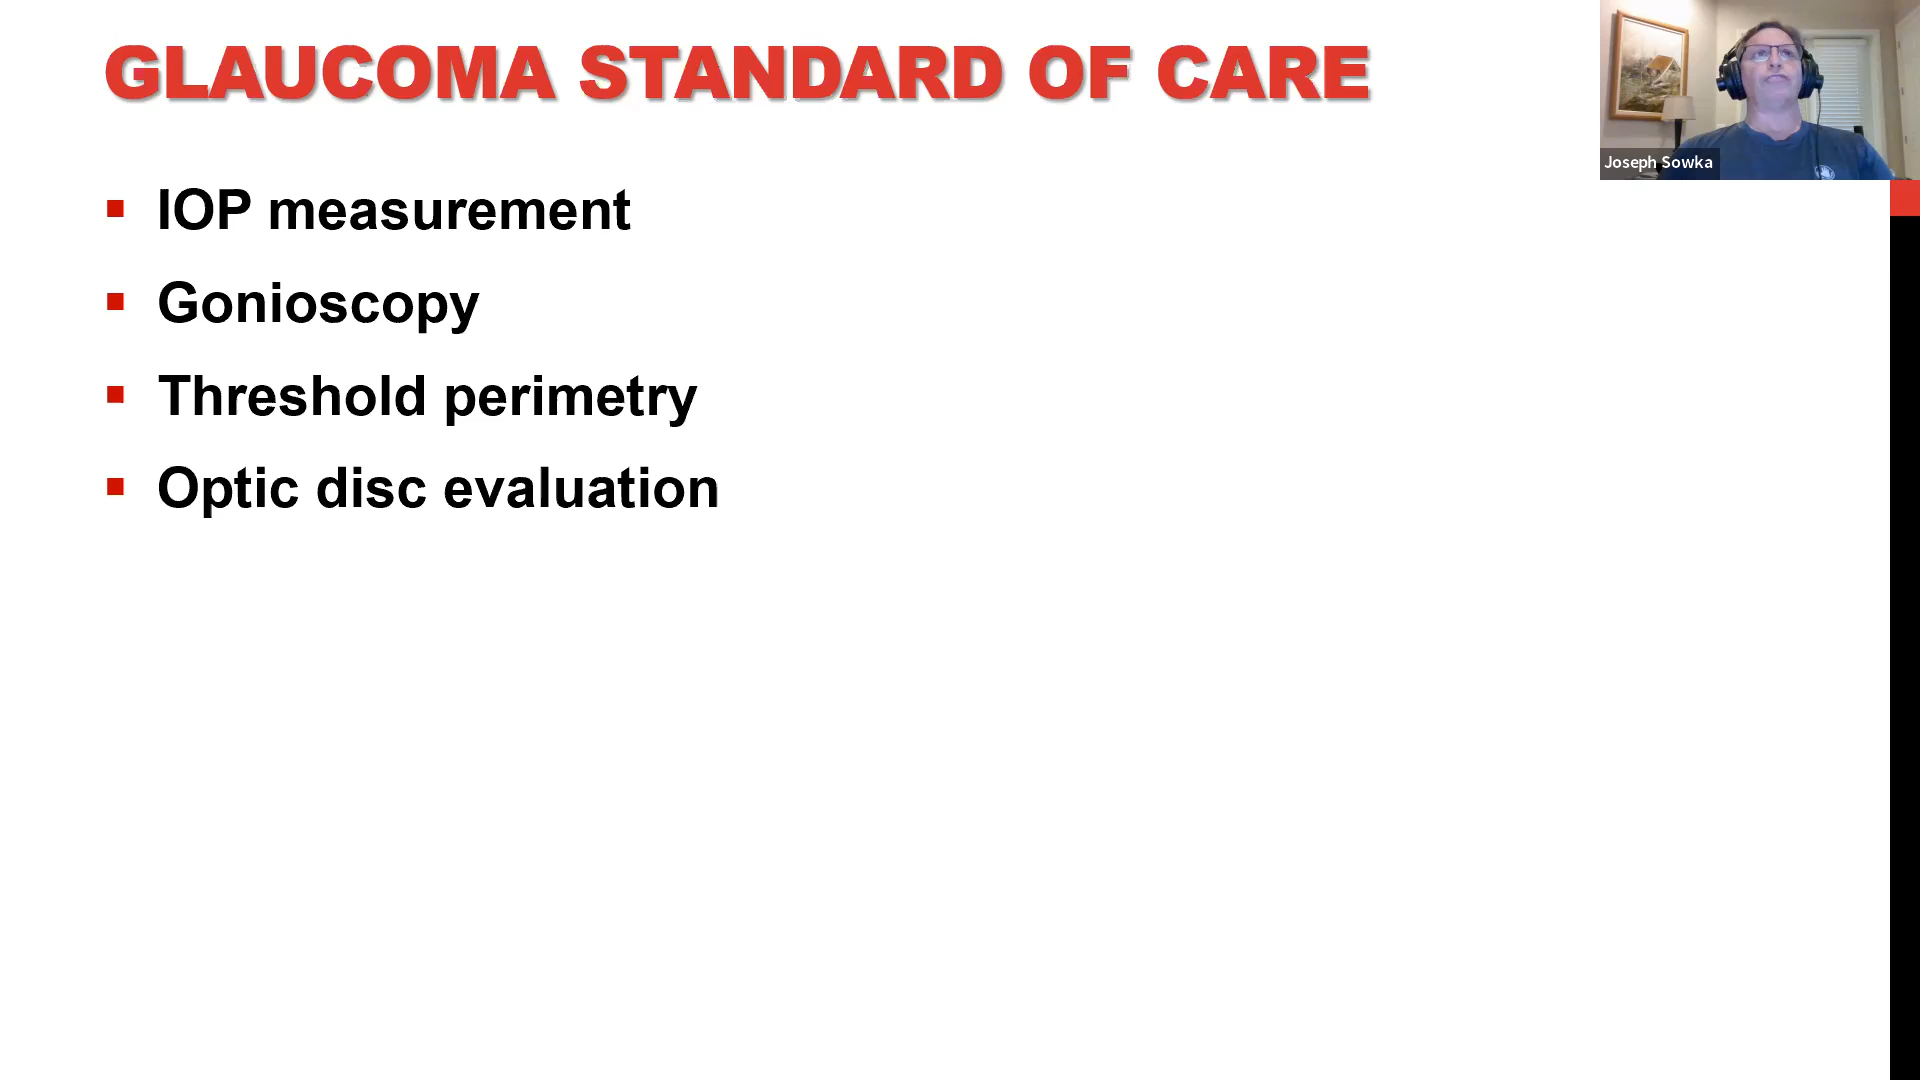 GLAUCOMA STANDARD OF CARE
Joseph Sowka
IOP measurement
Gonioscopy
Threshold perimetry
Optic disc evaluation